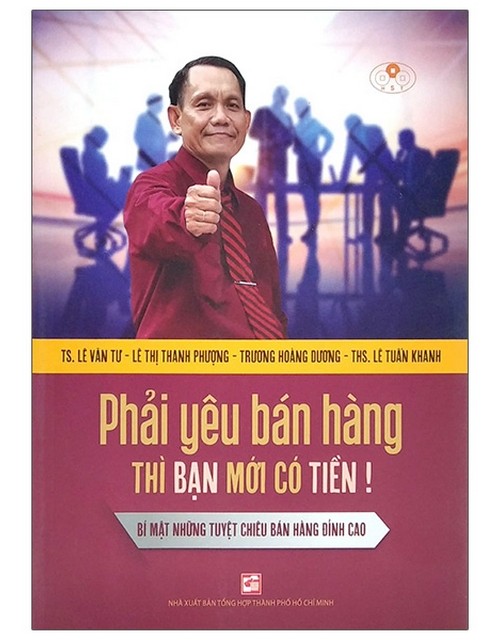 TS. LÊ VĂN TƯ - LÊ THỊ THANH PHƯỢNG - TRƯƠNG HOÀNG DƯƠNG - THS. LÊ TUẤN KHANH
Phải yêu bán hàng
THÌ BẠN MỚI CÓ TIỀN !
BÍ MẬT NHỮNG TUYỆT CHIÊU BÁN HÀNG ĐỈNH CAO
NHÀ XUẤT BẢN TỔNG HỢP THÀNH PHỐ HỒ CHÍ MINH